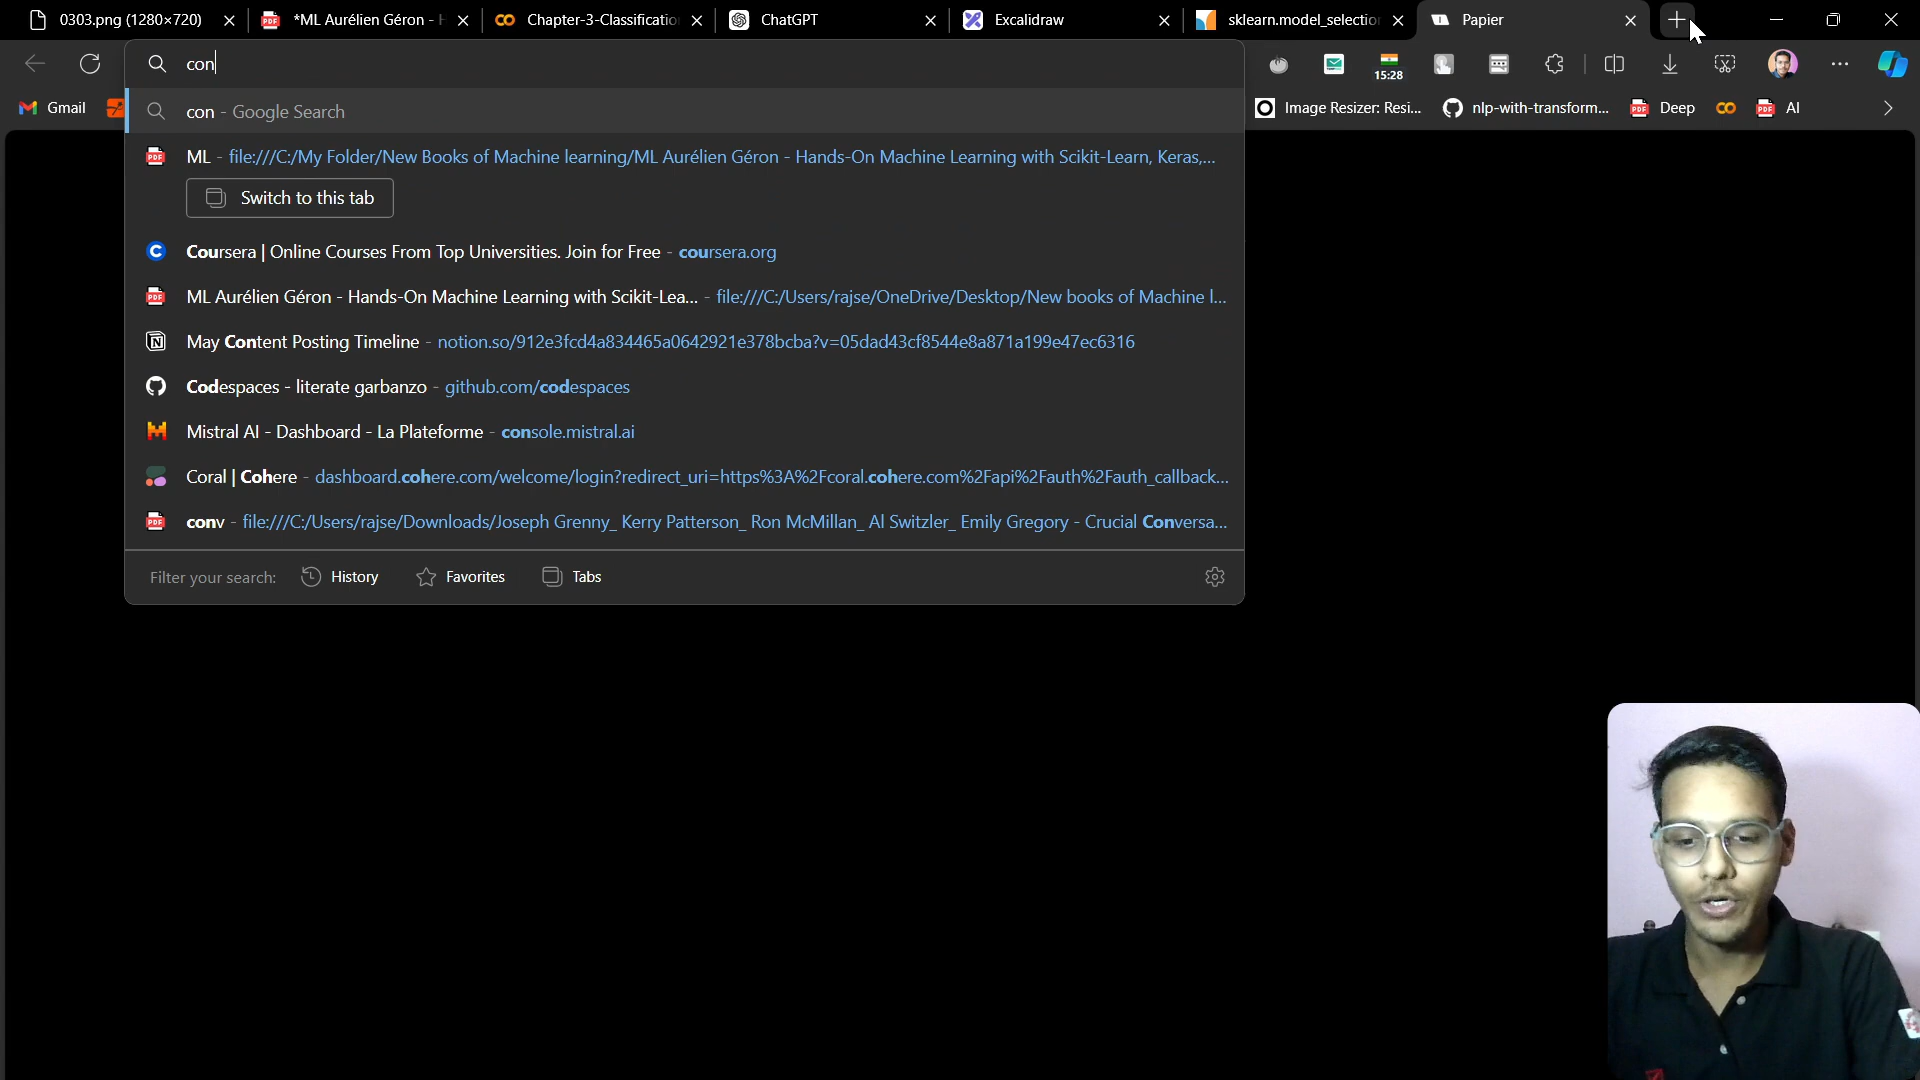 0303.png (1280×720)
*ML Aurélien Géron -
Chapter-3-Classificatio
ChatGPT
Excalidraw
sklearn.model_selectio
Papier
con
15:28
Gmail
Image Resizer: Resi...
nlp-with-transform...
Deep
AI
con - Google Search
ML - file:///C:/My Folder/New Books of Machine learning/ML Aurélien Géron - Hands-On Machine Learning with Scikit-Learn, Keras,...
Switch to this tab
Coursera | Online Courses From Top Universities. Join for Free - coursera.org
ML Aurélien Géron - Hands-On Machine Learning with Scikit-Lea... - file:///C:/Users/rajse/OneDrive/Desktop/New books of Machine l...
May Content Posting Timeline - notion.so/912e3fcd4a834465a0642921e378bcba?v=05dad43cf8544e8a871a199e47ec6316
Codespaces - literate garbanzo - github.com/codespaces
Mistral AI - Dashboard - La Plateforme - console.mistral.ai
Coral | Cohere - dashboard.cohere.com/welcome/login?redirect_uri=https%3A%2Fcoral.cohere.com%2Fapi%2Fauth%2Fauth_callback...
conv - file:///C:/Users/rajse/Downloads/Joseph Grenny_ Kerry Patterson_ Ron McMillan_ Al Switzler_ Emily Gregory - Crucial Conversa...
Filter your search:
History
Favorites
Tabs